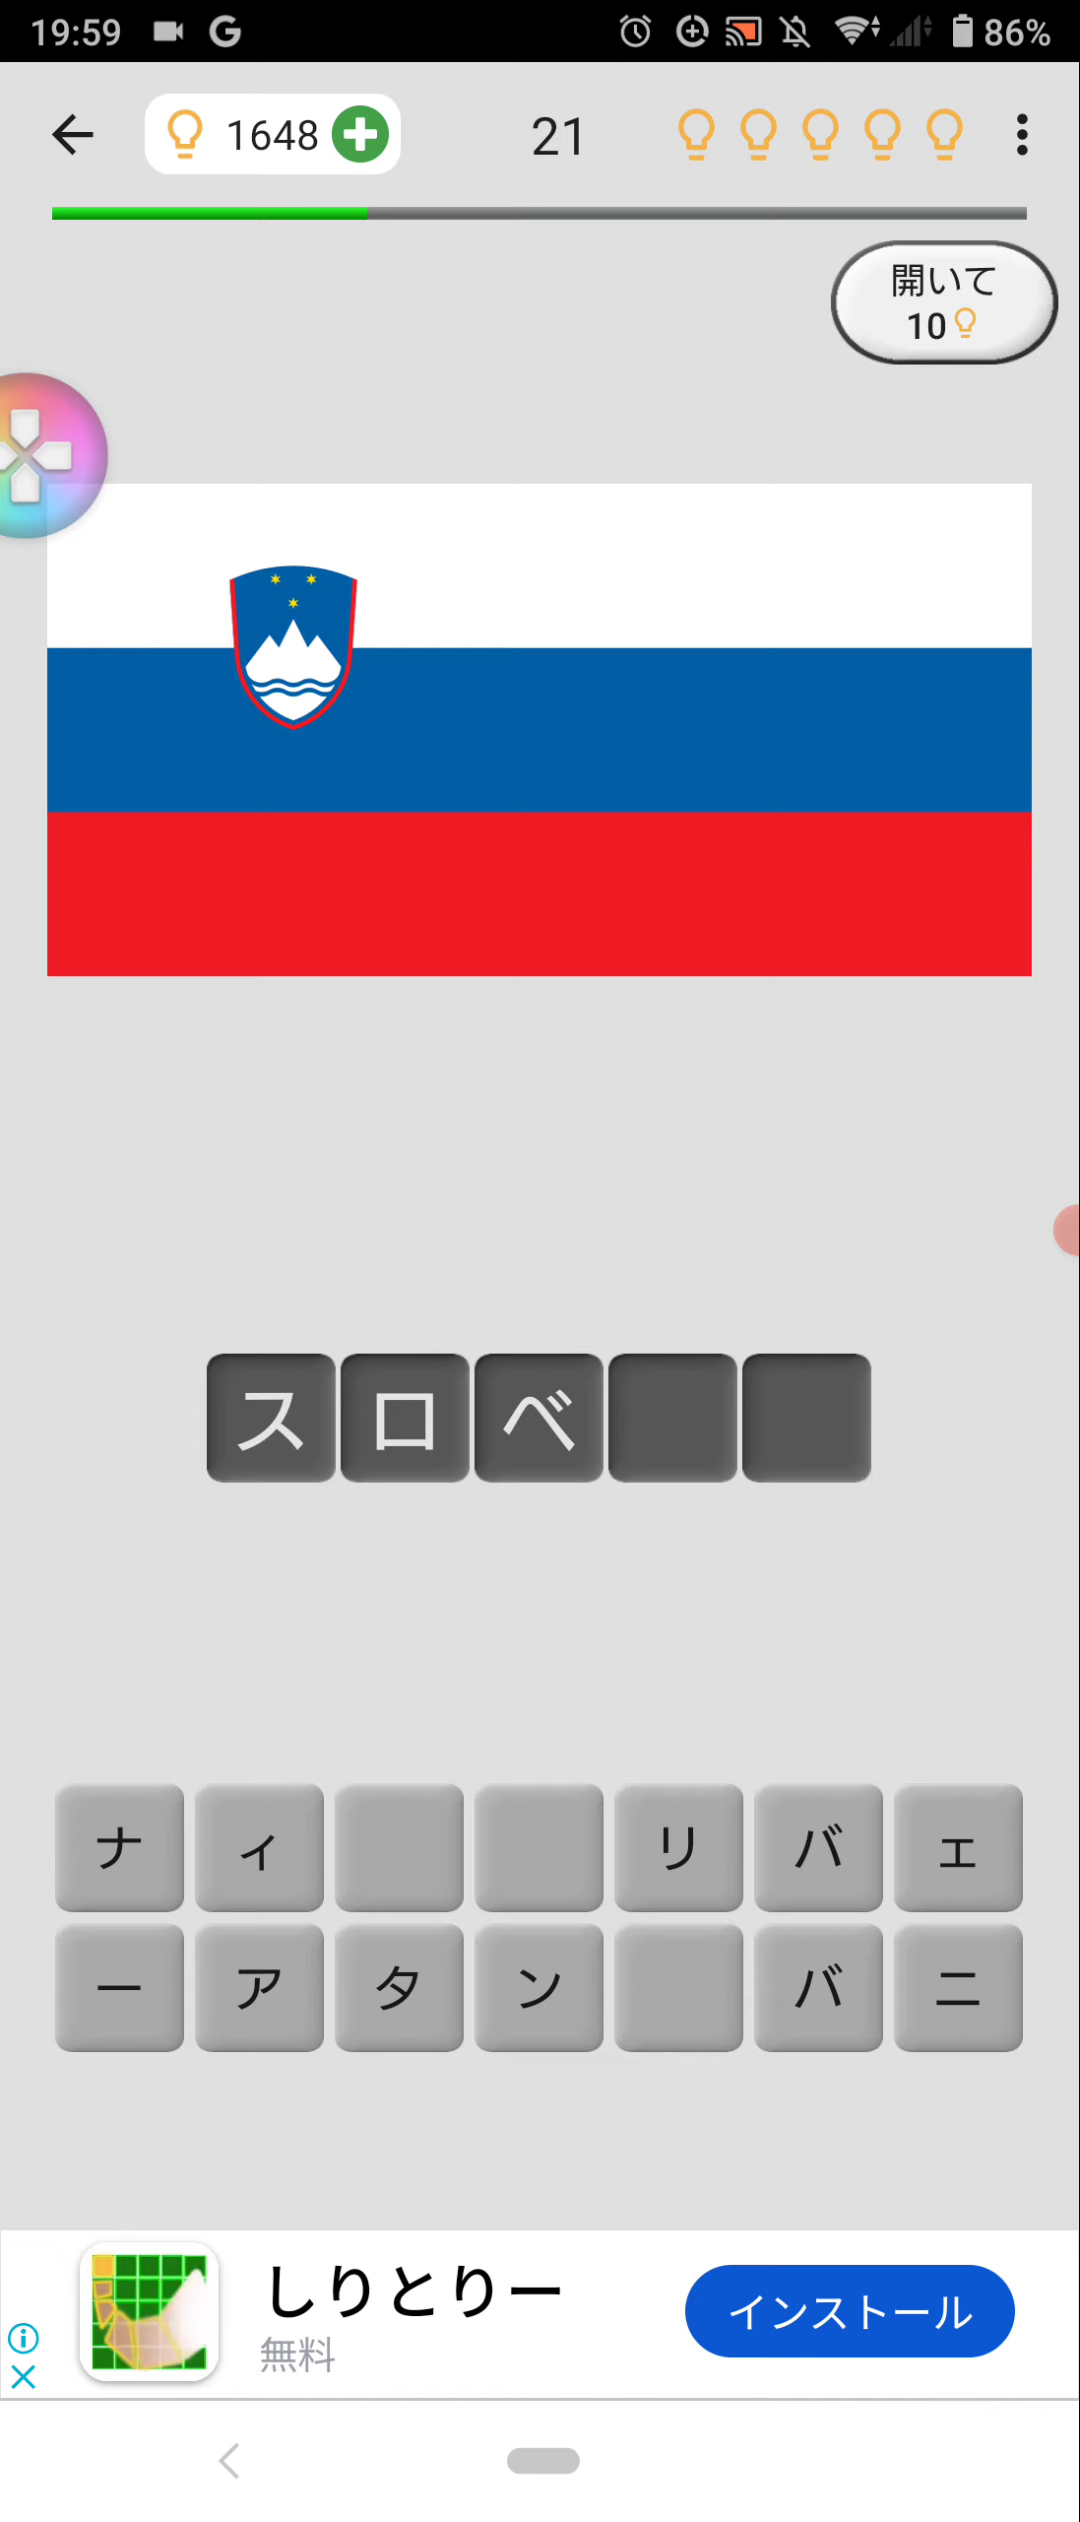 19:59 86%
1648 21
開いて
10
スロベ
ナィリバエ
ーアタンバニ
しりとりー
無料
インストール